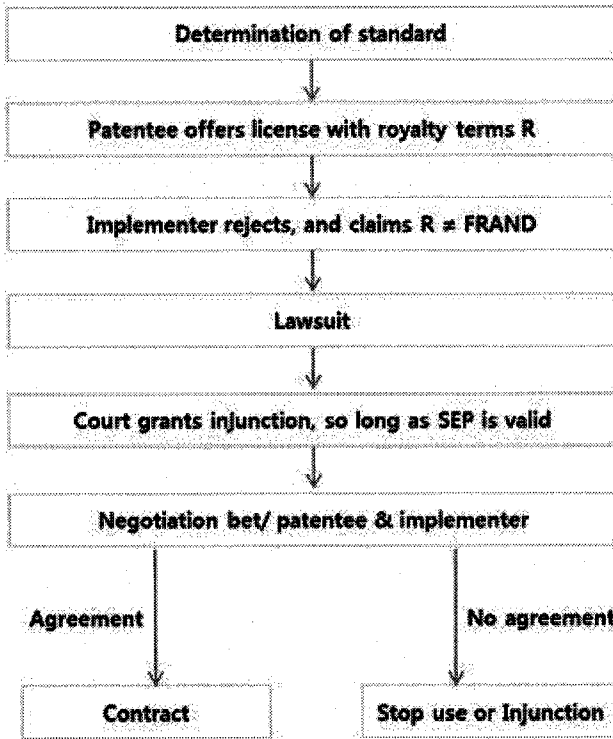 Determination of standard
Patentee offers license with royalty terms R
Implementer rejects, and claims R ≠ FRAND
Lawsuit
Court grants injunction, so long as SEP is valid
Negotiation bet/ patentee & implementer
Agreement
No agreement
Contract
Stop use or Injunction